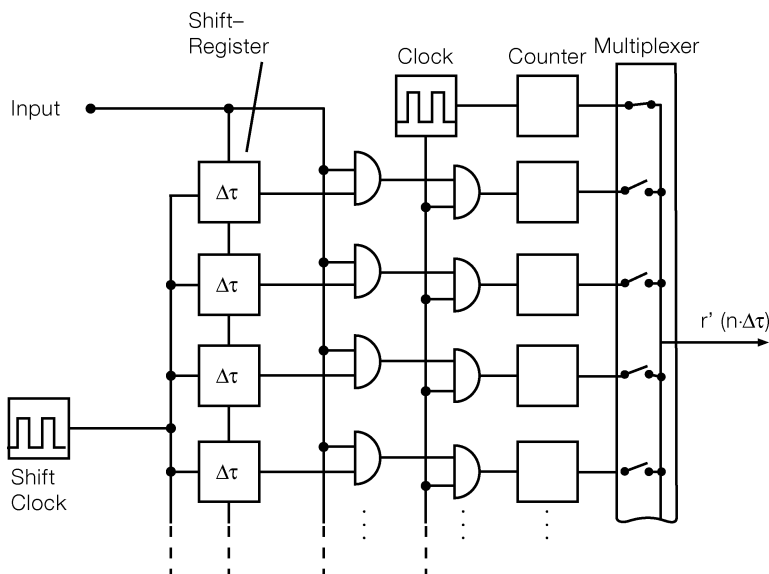 Shift–
Register
Clock
Counter
Multiplexer
Input
Δτ
Δτ
r’ (n·Δτ)
Δτ
Δτ
Shift
Clock